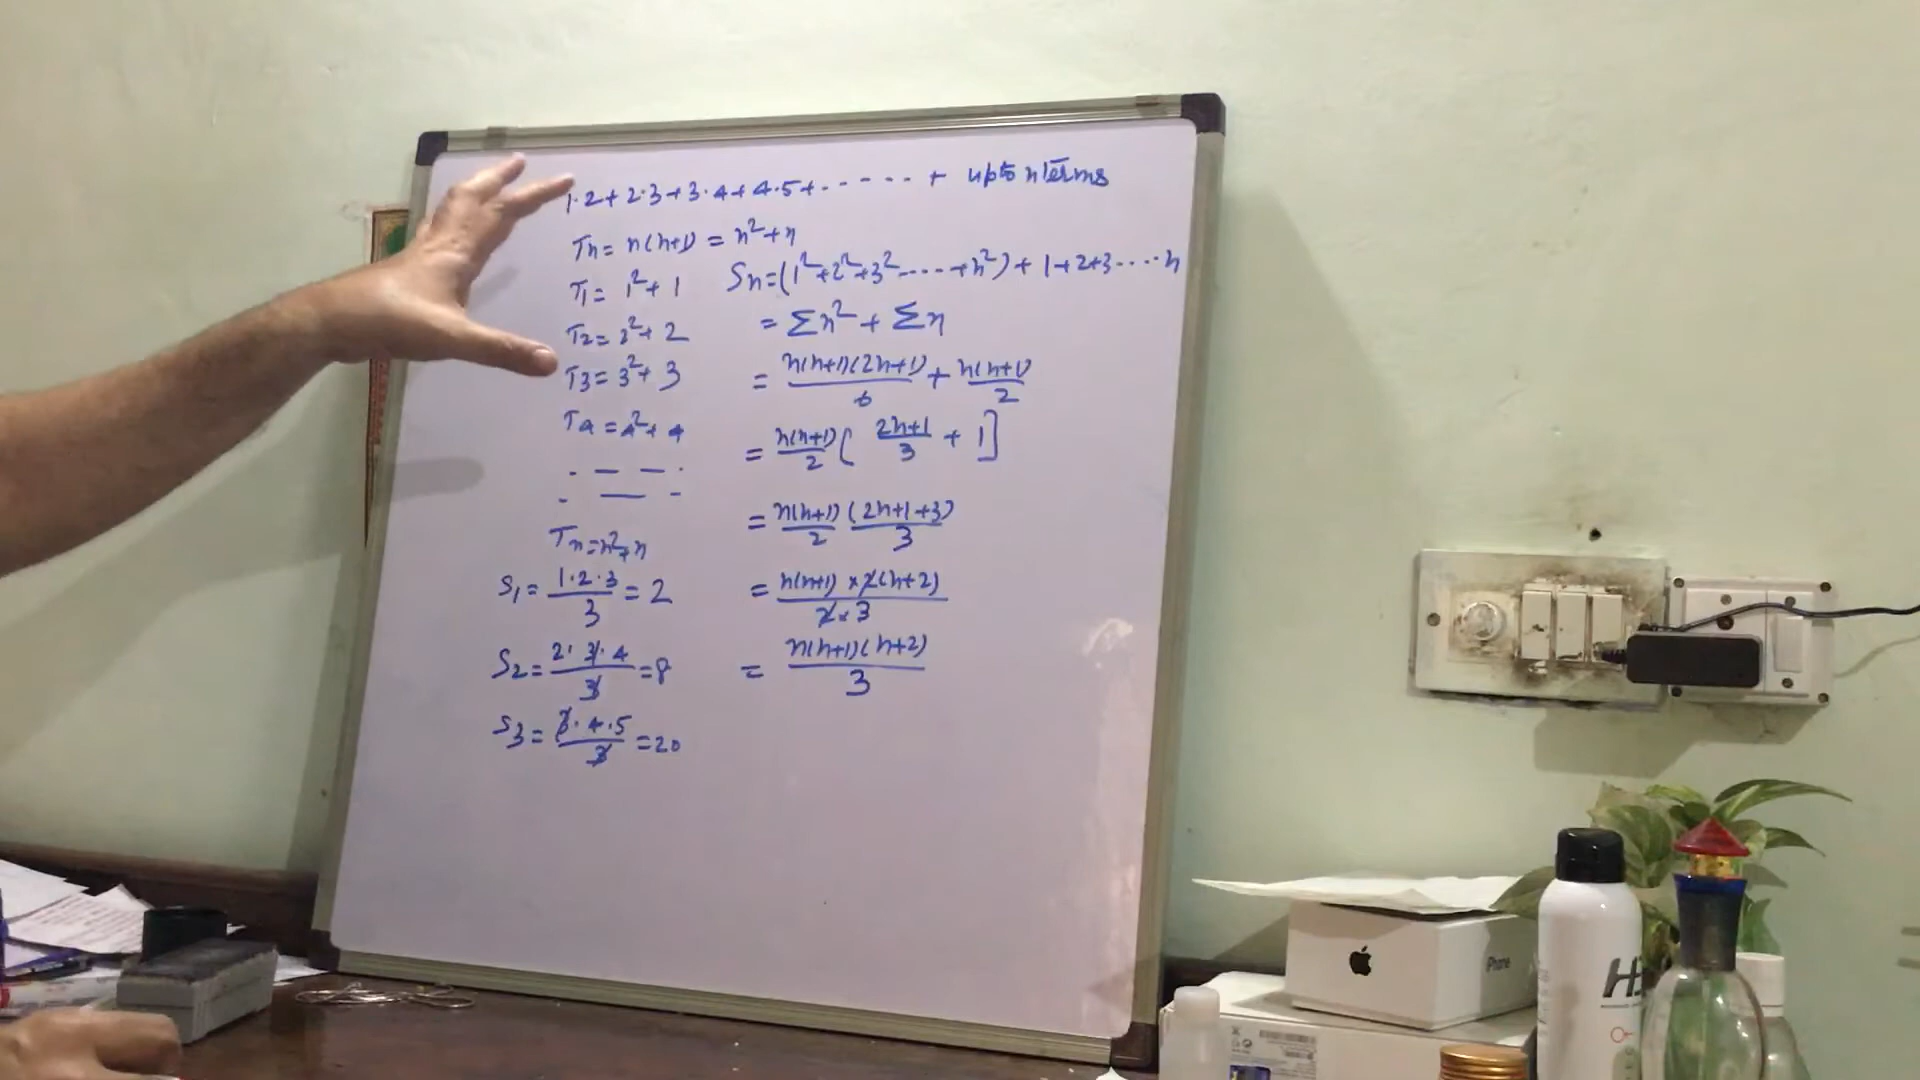 1·2+2·3+3·4+4·5+······+ upto n terms
Tn = n(n+1) = n²+n
T1 = 1²+1
T2 = 2²+2
T3 = 3²+3
T4 = 4²+4
Tn = n²+n
S1 = 1·2·3/3 = 2
S2 = 2·3·4/3 = 8
S3 = 3·4·5/3 = 20
Sn = (1²+2²+3²----+n²) + 1+2+3····n
= Σn² + Σn
= n(n+1)(2n+1)/6 + n(n+1)/2
= n(n+1)/2 [ 2n+1/3 + 1 ]
= n(n+1)/2 (2n+1+3)/3
= n(n+1) × 2(n+2)/2×3
= n(n+1)(n+2)/3
iPhone